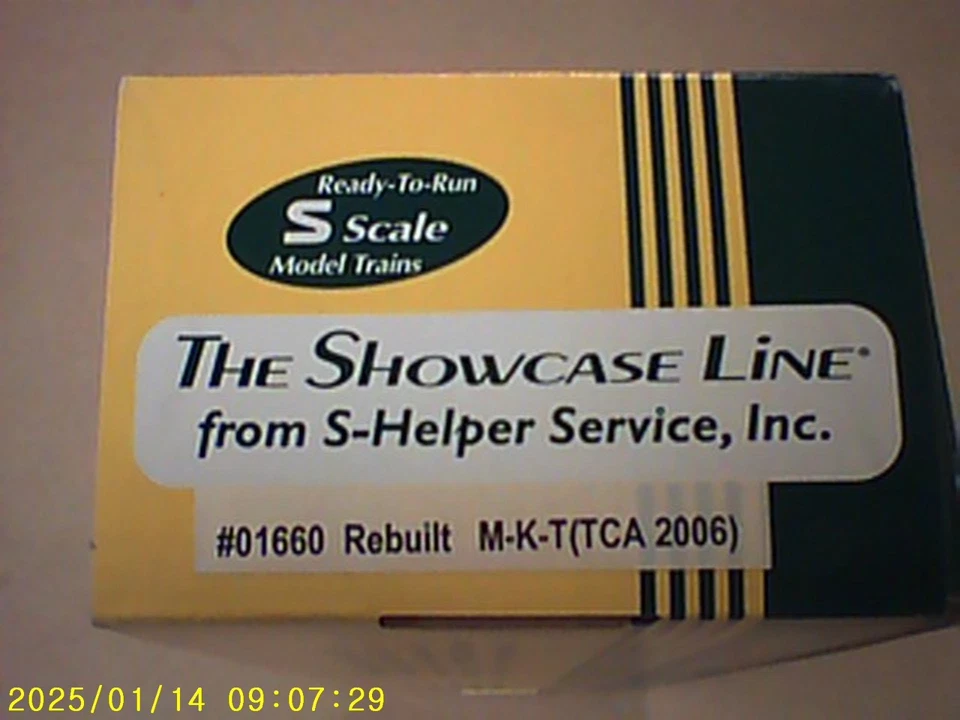 Ready-To-Run
S Scale
Model Trains
THE SHOWCASE LiNE®
from S-Helper Service, Inc.
#01660 Rebuilt M-K-T(TCA 2006)
2025/01/14 09:07:29